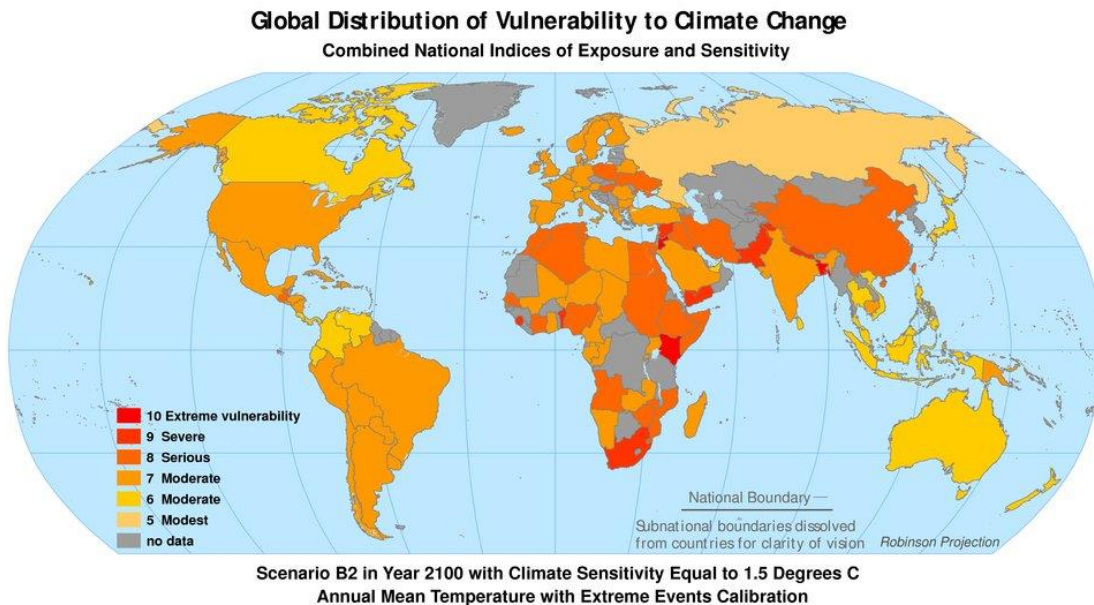 Global Distribution of Vulnerability to Climate Change
Combined National Indices of Exposure and Sensitivity
10 Extreme vulnerability
9 Severe
8 Serious
7 Moderate
6 Moderate
5 Modest
no data
National Boundary —
Subnational boundaries dissolved
from countries for clarity of vision
Robinson Projection
Scenario B2 in Year 2100 with Climate Sensitivity Equal to 1.5 Degrees C
Annual Mean Temperature with Extreme Events Calibration